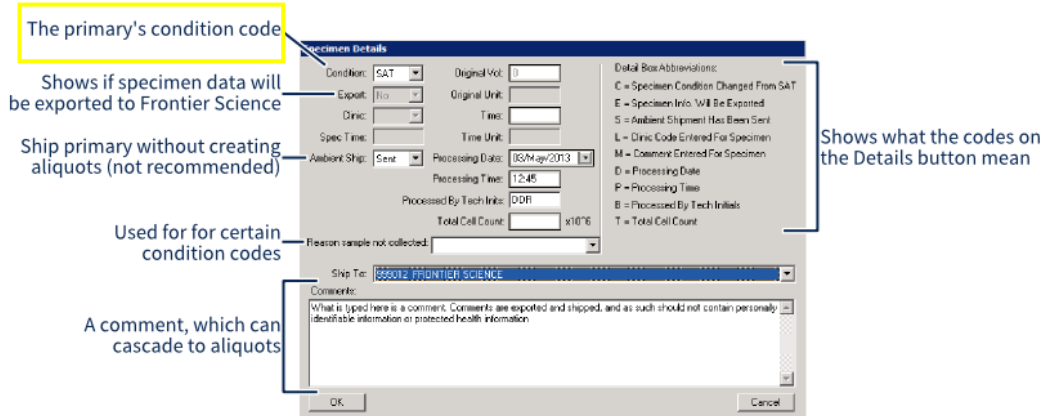 The primary's condition code
Shows if specimen data will
be exported to Frontier Science
Ship primary without creating
aliquots (not recommended)
Used for for certain
condition codes
A comment, which can
cascade to aliquots
Specimen Details
Condition: SAT Original Vol: 0
Export: No Original Unit:
Clinic: Time:
Spec Time: Time Unit:
Ambient Ship: Sent Processing Date: 03/May/2013
Processing Time: 12:45
Processed By Tech Inits: DDR
Total Cell Count: x10^6
Reason sample not collected:
Ship To: 999012 FRONTIER SCIENCE
Comments:
What is typed here is a comment. Comments are exported and shipped, and as such should not contain personally
identifiable information or protected health information
OK Cancel
Detail Box Abbreviations:
C = Specimen Condition Changed From SAT
E = Specimen Info. Will Be Exported
S = Ambient Shipment Has Been Sent
L = Clinic Code Entered For Specimen
M = Comment Entered For Specimen
D = Processing Date
P = Processing Time
B = Processed By Tech Initials
T = Total Cell Count
Shows what the codes on
the Details button mean